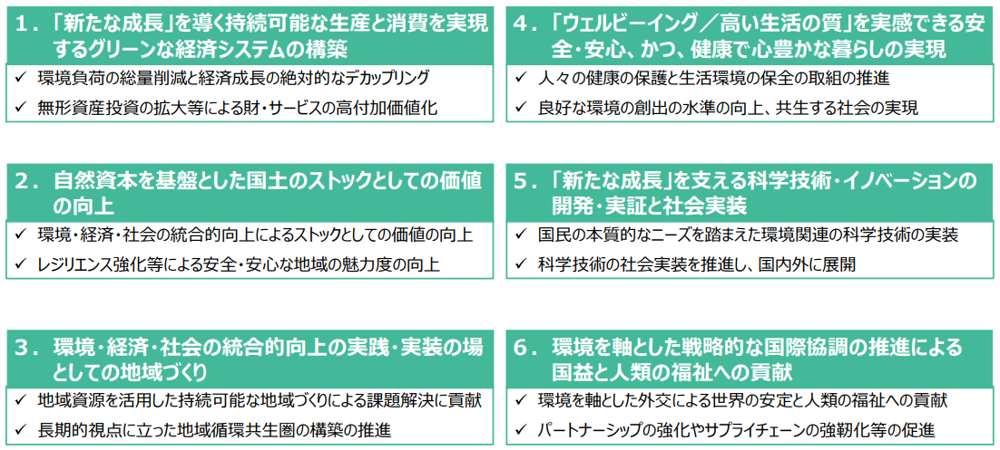 1．「新たな成長」を導く持続可能な生産と消費を実現
するグリーンな経済システムの構築
✓ 環境負荷の総量削減と経済成長の絶対的なデカップリング
✓ 無形資産投資の拡大等による財・サービスの高付加価値化
2．自然資本を基盤とした国土のストックとしての価値
の向上
✓ 環境・経済・社会の統合的向上によるストックとしての価値の向上
✓ レジリエンス強化等による安全・安心な地域の魅力度の向上
3．環境・経済・社会の統合的向上の実践・実装の場
としての地域づくり
✓ 地域資源を活用した持続可能な地域づくりによる課題解決に貢献
✓ 長期的視点に立った地域循環共生圏の構築の推進
4．「ウェルビーイング／高い生活の質」を実感できる安
全・安心、かつ、健康で心豊かな暮らしの実現
✓ 人々の健康の保護と生活環境の保全の取組の推進
✓ 良好な環境の創出の水準の向上、共生する社会の実現
5．「新たな成長」を支える科学技術・イノベーションの
開発・実証と社会実装
✓ 国民の本質的なニーズを踏まえた環境関連の科学技術の実装
✓ 科学技術の社会実装を推進し、国内外に展開
6．環境を軸とした戦略的な国際協調の推進による
国益と人類の福祉への貢献
✓ 環境を軸とした外交による世界の安定と人類の福祉への貢献
✓ パートナーシップの強化やサプライチェーンの強靭化等の促進